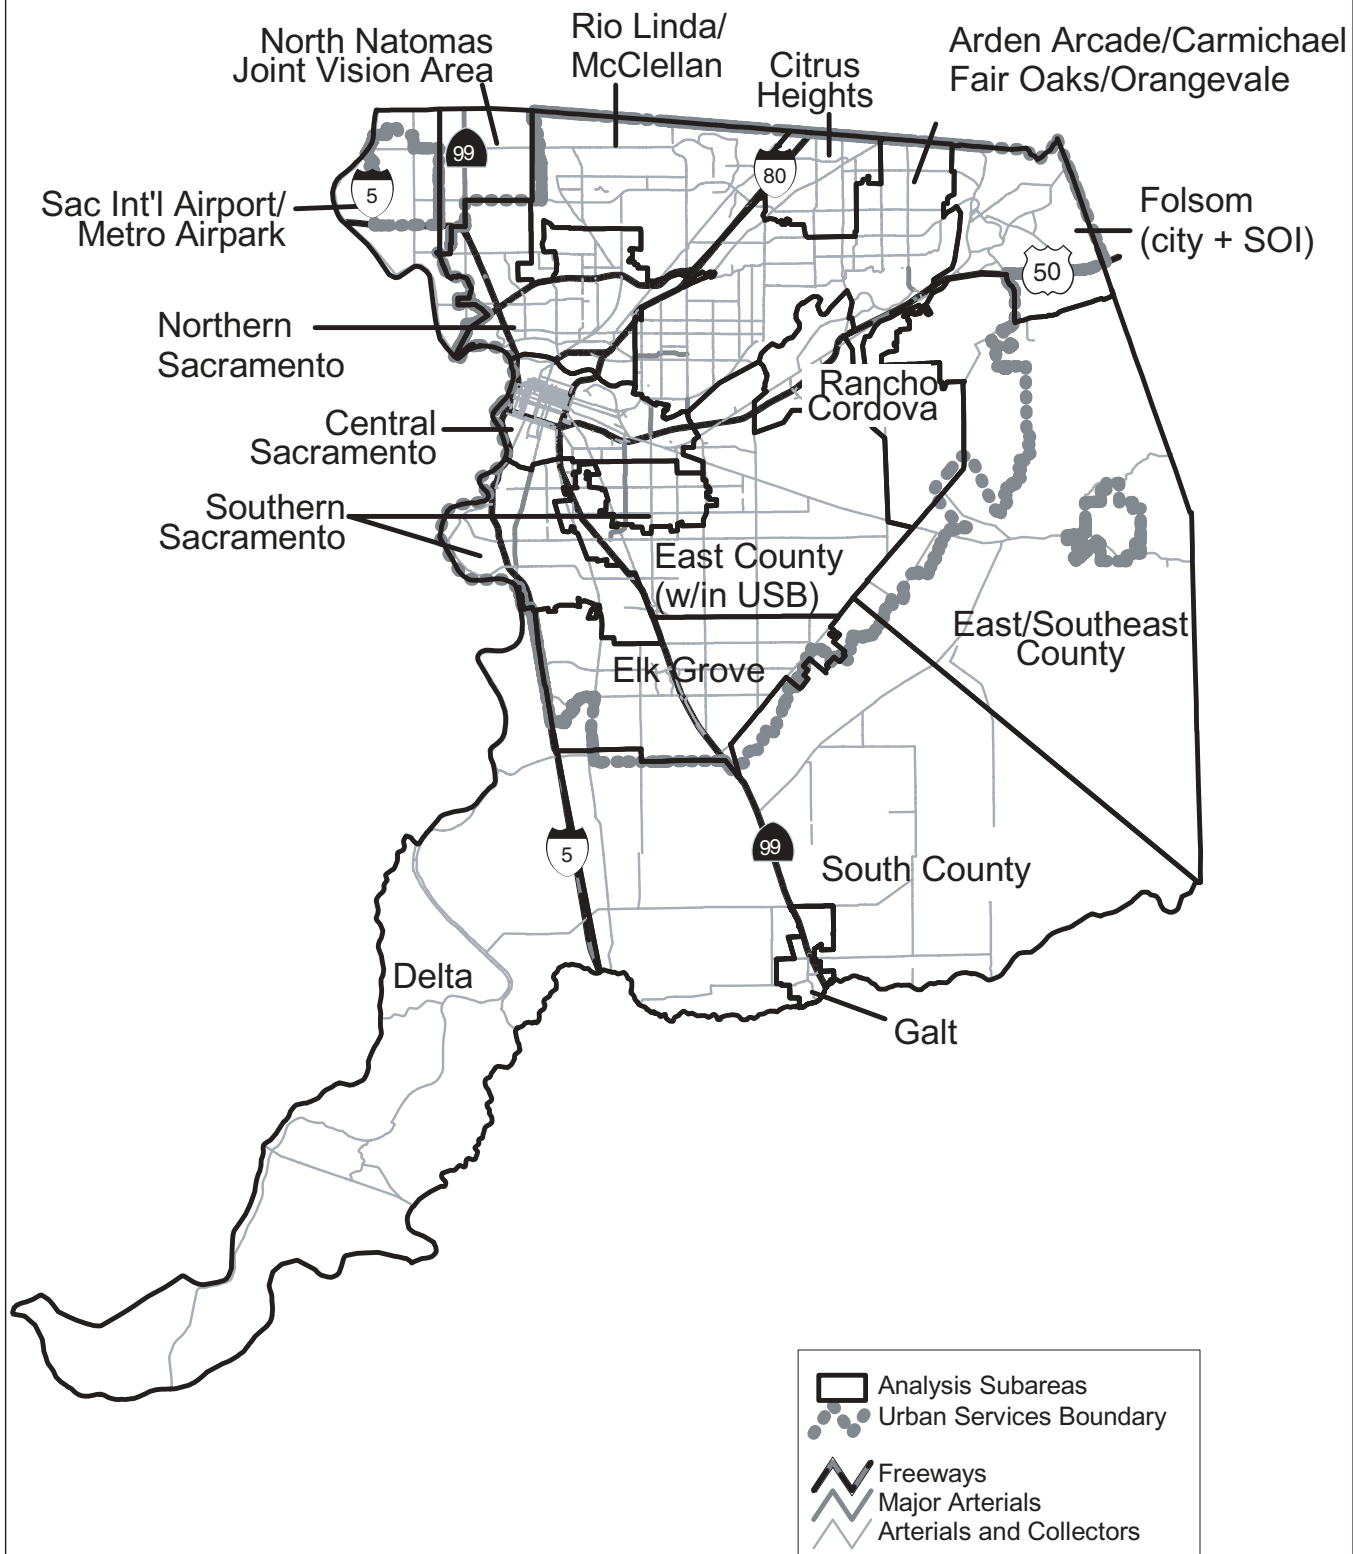 North Natomas
Joint Vision Area
Rio Linda/
McClellan
Citrus
Heights
Arden Arcade/Carmichael
Fair Oaks/Orangevale
99
80
5
Sac Int'l Airport/
Metro Airpark
Folsom
(city + SOI)
50
Northern
Sacramento
Rancho
Cordova
Central
Sacramento
Southern
Sacramento
East County
(w/in USB)
East/Southeast
County
Elk Grove
5
99
South County
Delta
Galt
Analysis Subareas
Urban Services Boundary
Freeways
Major Arterials
Arterials and Collectors